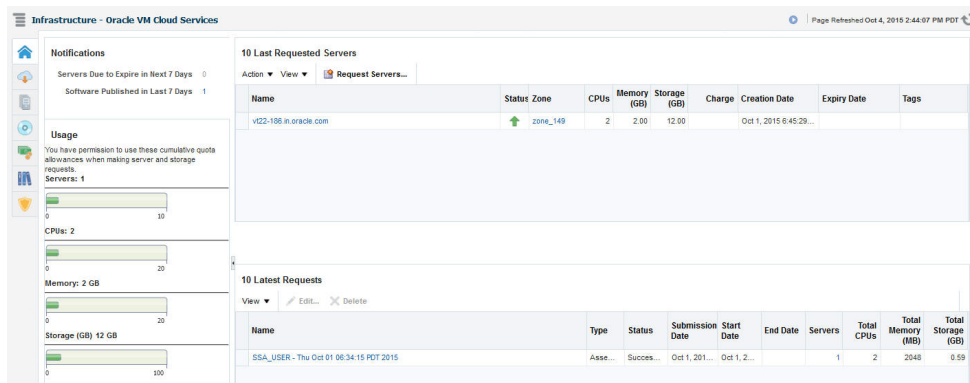 Infrastructure - Oracle VM Cloud Services
Page Refreshed Oct 4, 2015 2:44:07 PM PDT
Notifications
Servers Due to Expire in Next 7 Days 0
Software Published in Last 7 Days 1
Usage
You have permission to use these cumulative quota
allowances when making server and storage
requests.
Servers: 1
0 10
CPUs: 2
0 20
Memory: 2 GB
0 20
Storage (GB) 12 GB
0 100
10 Last Requested Servers
Action View Request Servers...
Name Status Zone CPUs Memory (GB) Storage (GB) Charge Creation Date Expiry Date Tags
vt22-186.in.oracle.com zone_149 2 2.00 12.00 Oct 1, 2015 6:45:29...
10 Latest Requests
View Edit... Delete
Name Type Status Submission Date Start Date End Date Servers Total CPUs Total Memory (MB) Total Storage (GB)
SSA_USER - Thu Oct 01 06:34:15 PDT 2015 Asse... Succes... Oct 1, 201... Oct 1, 2... 1 2 2048 0.59